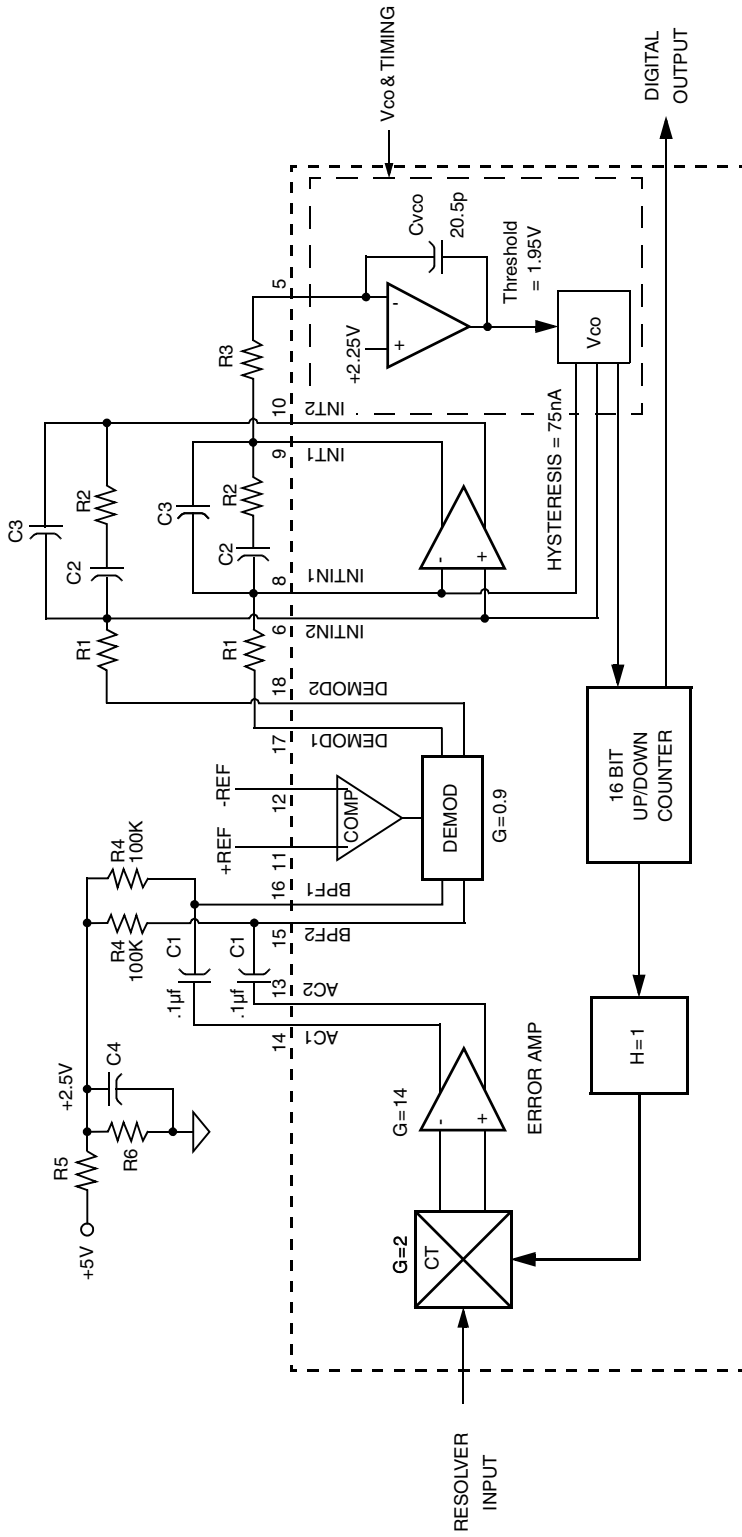 +5V
R5
+2.5V
R6
C4
R4
100K
R4
100K
C1
.1µf
C1
.1µf
14
13
15
16
11
12
17
18
6
8
9
10
5
AC1
AC2
BPF2
BPF1
+REF
-REF
COMP
DEMOD
G=0.9
DEMOD1
DEMOD2
R1
R1
INTIN2
INTIN1
C2
R2
C3
C2
R2
C3
INT1
INT2
-
+
R3
+2.25V
-
+
Cvco
20.5p
Threshold
= 1.95V
Vco
Vco & TIMING
HYSTERESIS = 75nA
RESOLVER
INPUT
G=2
CT
G=14
-
+
ERROR AMP
H=1
16 BIT
UP/DOWN
COUNTER
DIGITAL
OUTPUT